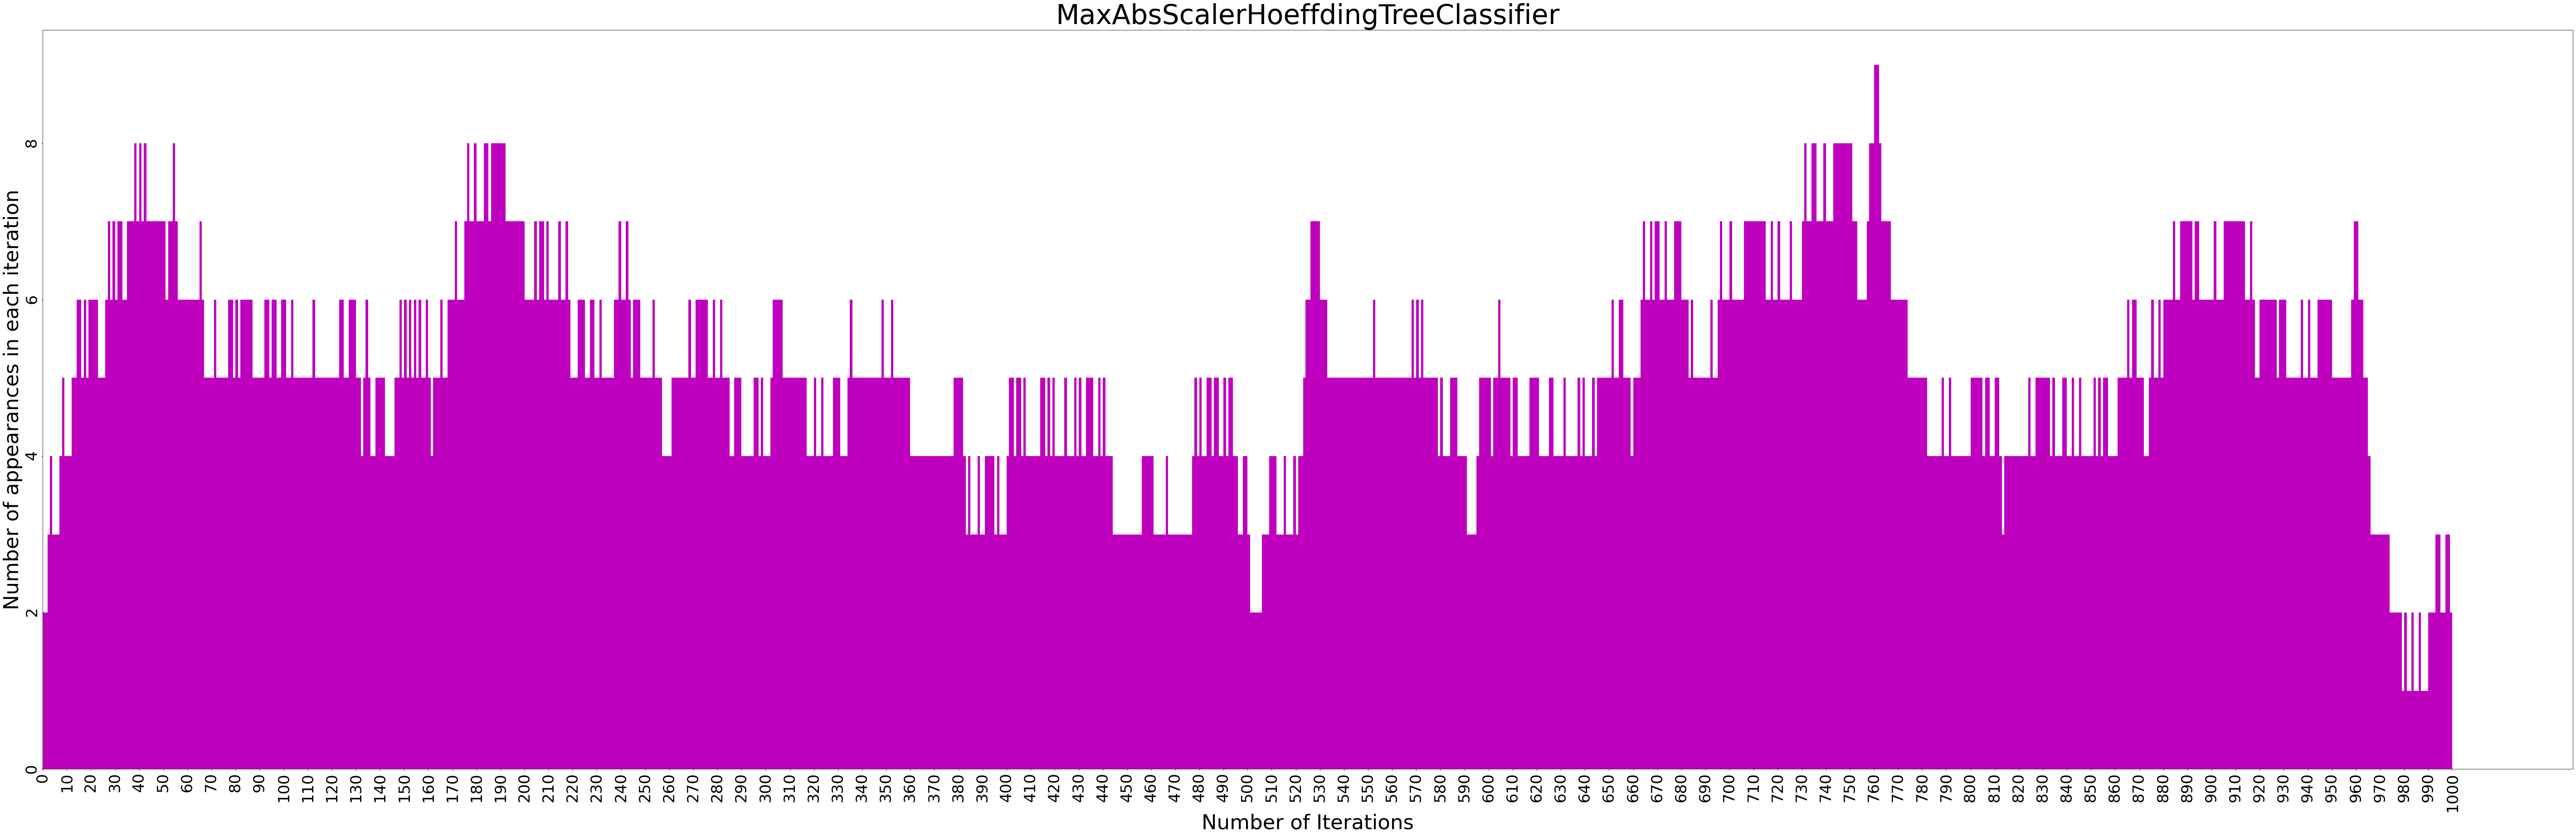 MaxAbsScalerHoeffdingTreeClassifier
Number of appearances in each iteration
8
6
4
2
0
0 10 20 30 40 50 60 70 80 90 100 110 120 130 140 150 160 170 180 190 200 210 220 230 240 250 260 270 280 290 300 310 320 330 340 350 360 370 380 390 400 410 420 430 440 450 460 470 480 490 500 510 520 530 540 550 560 570 580 590 600 610 620 630 640 650 660 670 680 690 700 710 720 730 740 750 760 770 780 790 800 810 820 830 840 850 860 870 880 890 900 910 920 930 940 950 960 970 980 990 1000
Number of Iterations